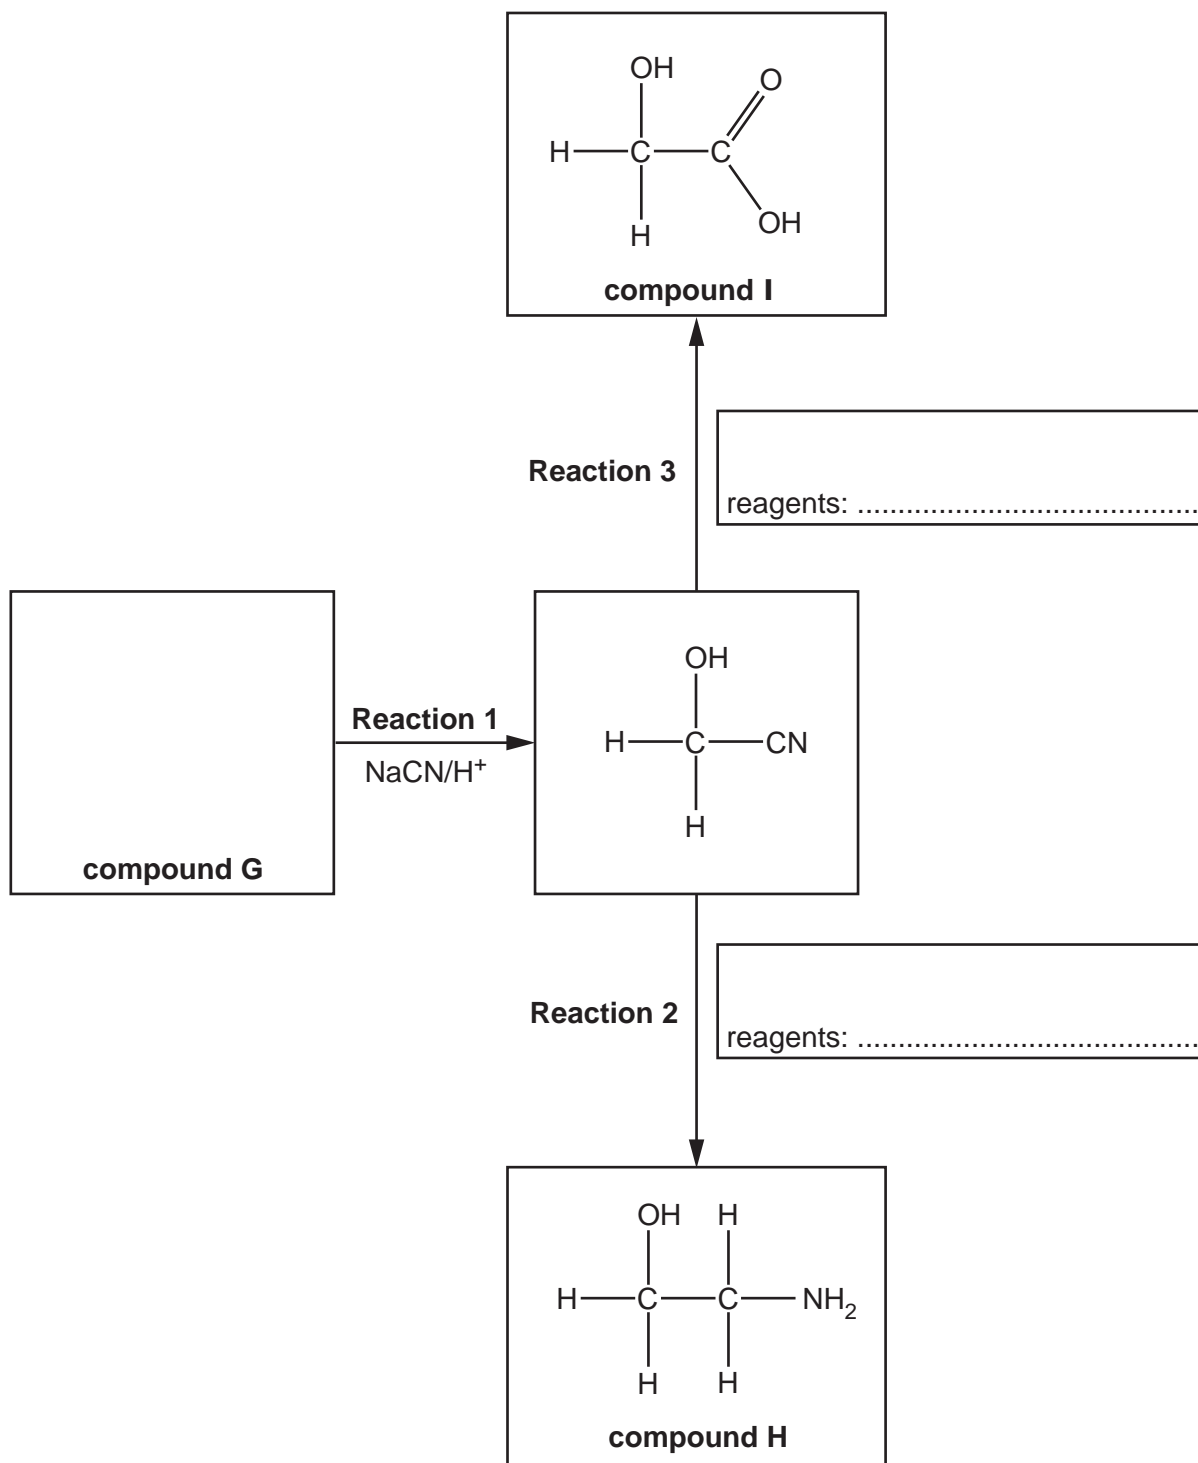 OH
O
H C C
H
OH
compound I
Reaction 3
reagents: ..........................................
OH
Reaction 1
H C CN
NaCN/H⁺
H
compound G
Reaction 2
reagents: ..........................................
OH H
H C C NH₂
H H
compound H